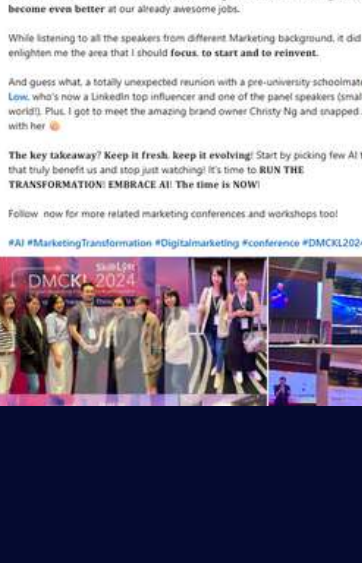 become even better at our already awesome jobs.
While listening to all the speakers from different Marketing background, it did
enlighten me the area that I should focus, to start and to reinvent.
And guess what, a totally unexpected reunion with a pre-university schoolmate
Low, who's now a LinkedIn top influencer and one of the panel speakers (small
world!). Plus, I got to meet the amazing brand owner Christy Ng and snapped
with her
The key takeaway? Keep it fresh, keep it evolving! Start by picking few AI
that truly benefit us and stop just watching! It's time to RUN THE
TRANSFORMATION! EMBRACE AI! The time is NOW!
Follow now for more related marketing conferences and workshops too!
#AI #MarketingTransformation #Digitalmarketing #conference #DMCKL2024
DMCKL 2024